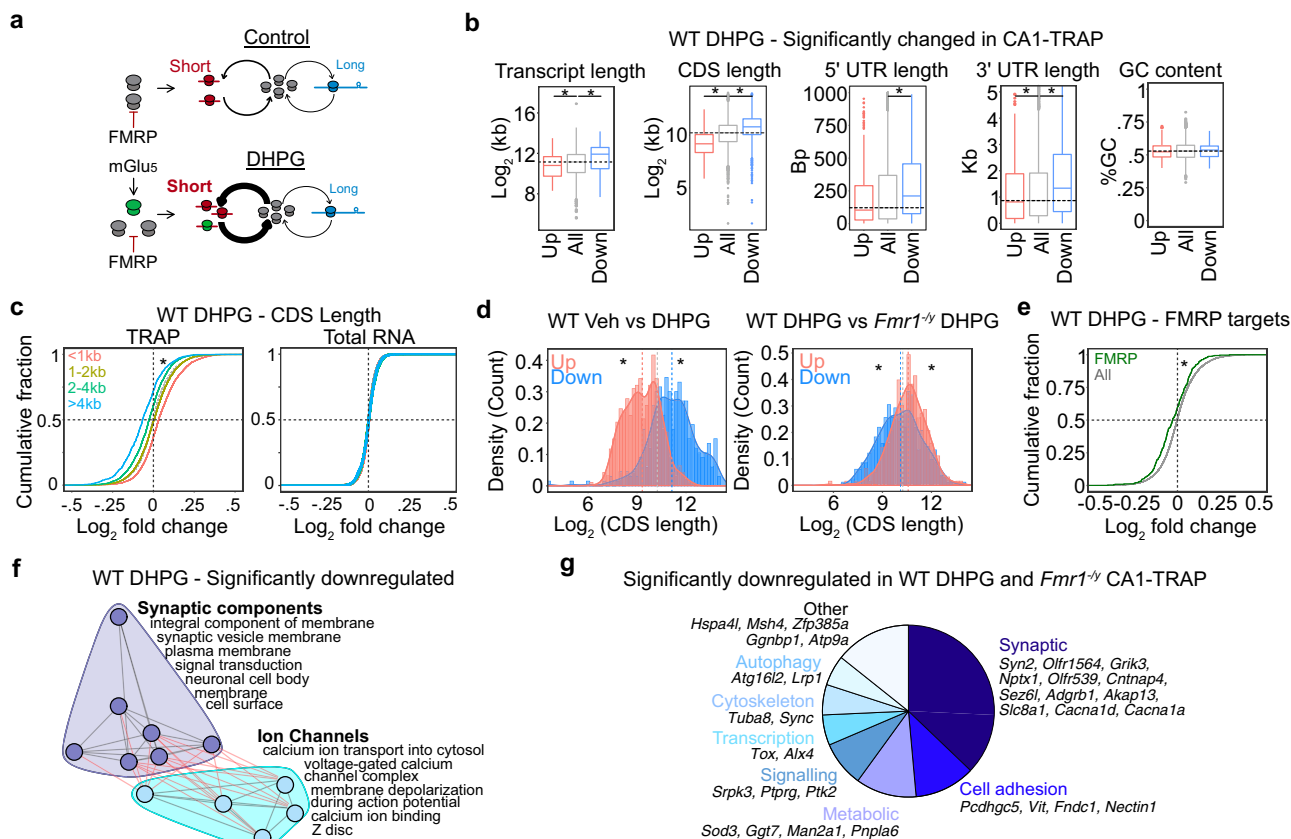 a
Control
Short
Long
FMRP
mGlu5
DHPG
Short
Long
FMRP
b
WT DHPG - Significantly changed in CA1-TRAP
Transcript length
Log2 (kb)
16
12
8
Up
All
Down
* *
CDS length
Log2 (kb)
10
5
Up
All
Down
* *
5' UTR length
Bp
1000
750
500
250
0
Up
All
Down
*
3' UTR length
Kb
5
4
3
2
1
0
Up
All
Down
* *
GC content
%GC
1
.75
.5
.25
0
Up
All
Down
c
WT DHPG - CDS Length
TRAP
Total RNA
<1kb
1-2kb
2-4kb
>4kb
*
Cumulative fraction
1
0.5
0
-.5 -.25 0 .25 .5
Log2 fold change
-.5 -.25 0 .25 .5
Log2 fold change
d
WT Veh vs DHPG
Up
Down
* *
Density (Count)
0.4
0.3
0.2
0.1
0
6 9 12
Log2 (CDS length)
WT DHPG vs Fmr1-/y DHPG
Up
Down
* *
Density (Count)
0.5
0.4
0.3
0.2
0.1
0
6 9 12
Log2 (CDS length)
e
WT DHPG - FMRP targets
FMRP
All
*
Cumulative fraction
1
0.75
0.5
0.25
0
-0.5 -0.25 0 0.25 0.5
Log2 fold change
f
WT DHPG - Significantly downregulated
Synaptic components
integral component of membrane
synaptic vesicle membrane
plasma membrane
signal transduction
neuronal cell body
membrane
cell surface
Ion Channels
calcium ion transport into cytosol
voltage-gated calcium
channel complex
membrane depolarization
during action potential
calcium ion binding
Z disc
g
Significantly downregulated in WT DHPG and Fmr1-/y CA1-TRAP
Other
Hspa4l, Msh4, Zfp385a
Ggnbp1, Atp9a
Autophagy
Atg16l2, Lrp1
Cytoskeleton
Tuba8, Sync
Transcription
Tox, Alx4
Signalling
Srpk3, Ptprg, Ptk2
Metabolic
Sod3, Ggt7, Man2a1, Pnpla6
Synaptic
Syn2, Olfr1564, Grik3,
Nptx1, Olfr539, Cntnap4,
Sez6l, Adgrb1, Akap13,
Slc8a1, Cacna1d, Cacna1a
Cell adhesion
Pcdhgc5, Vit, Fndc1, Nectin1